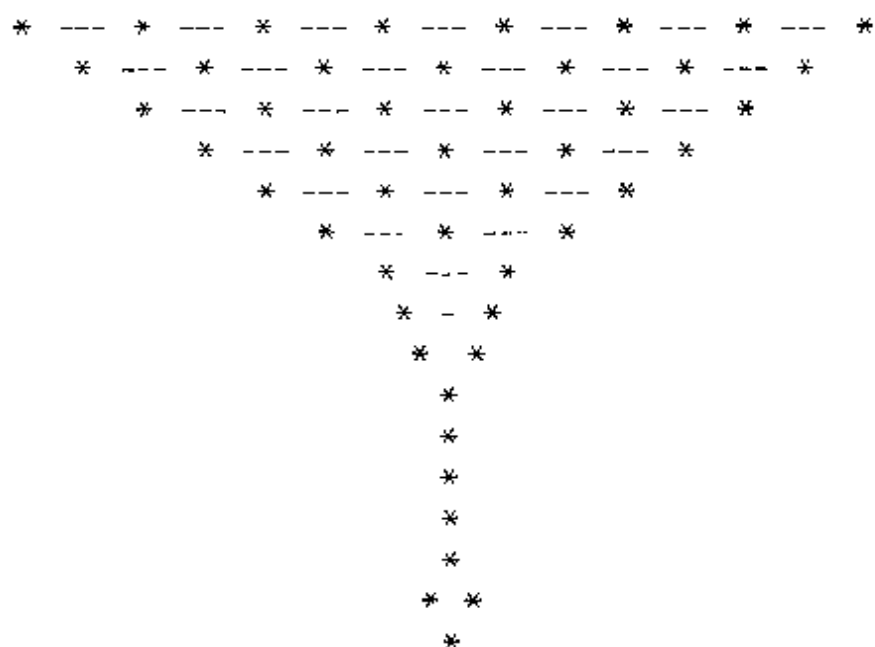 * --- * --- * --- * --- * --- * --- * --- *
* --- * --- * --- * --- * --- * --- *
* --- * --- * --- * --- * --- *
* --- * --- * --- * --- *
* --- * --- * --- *
* --- * --- *
* --- *
* - *
* *
*
*
*
*
*
* *
*